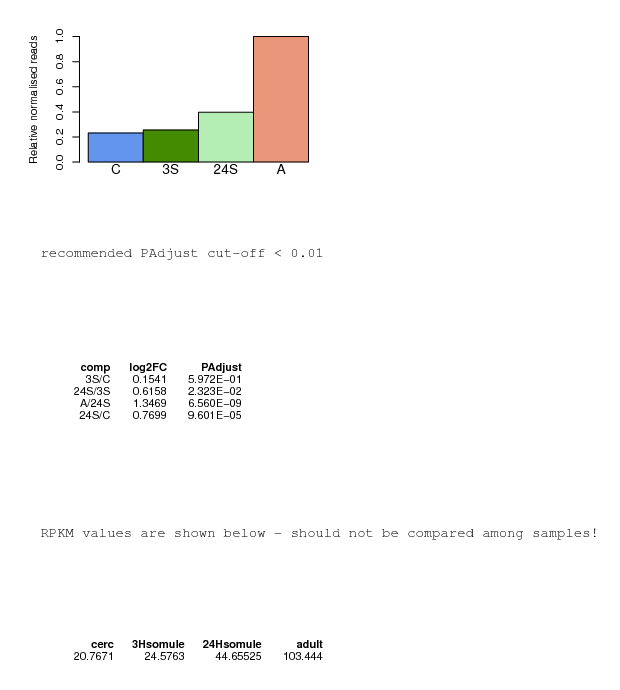 Relative normalised reads
1.0
0.8
0.6
0.4
0.2
0.0
C 3S 24S A
recommended PAdjust cut-off < 0.01
comp log2FC PAdjust
3S/C 0.1541 5.972E−01
24S/3S 0.6158 2.323E−02
A/24S 1.3469 6.560E−09
24S/C 0.7699 9.601E−05
RPKM values are shown below - should not be compared among samples!
cerc 3Hsomule 24Hsomule adult
20.7671 24.5763 44.65525 103.444